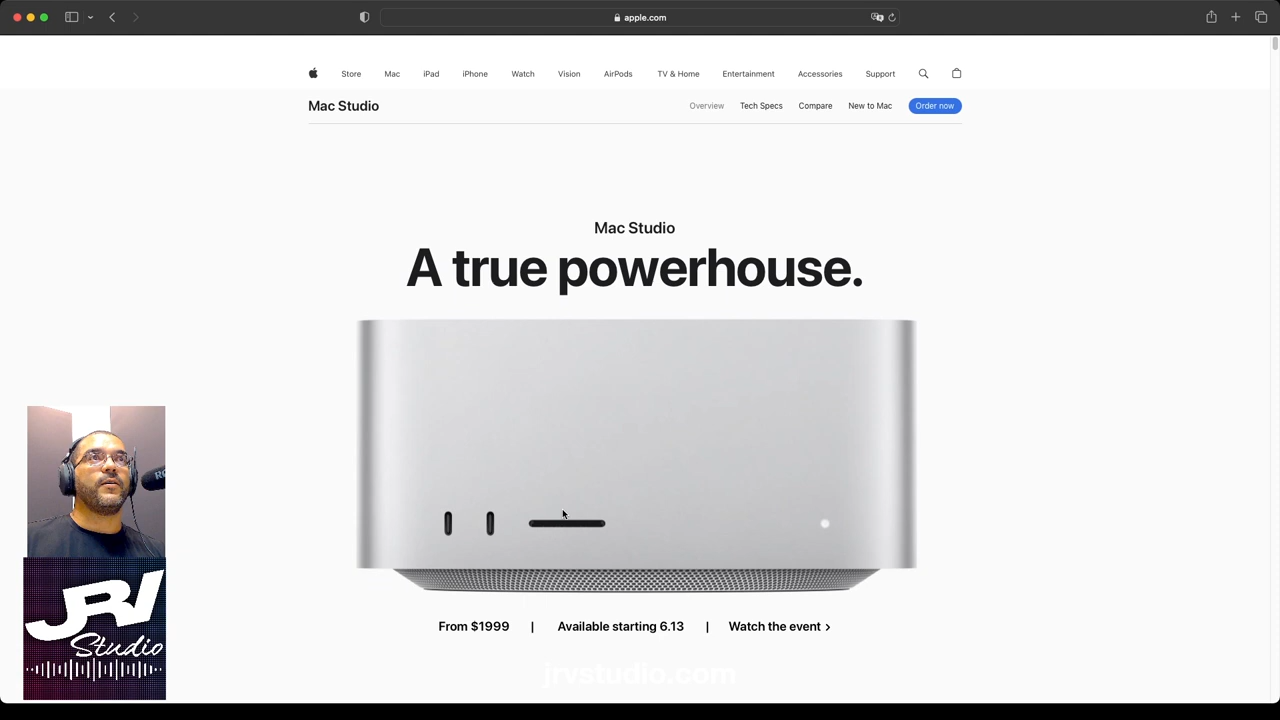 apple.com
Store Mac iPad iPhone Watch Vision AirPods TV & Home Entertainment Accessories Support
Mac Studio
Overview Tech Specs Compare New to Mac Order now
Mac Studio
A true powerhouse.
From $1999 | Available starting 6.13 | Watch the event >
jrvstudio.com
JRV
Studio